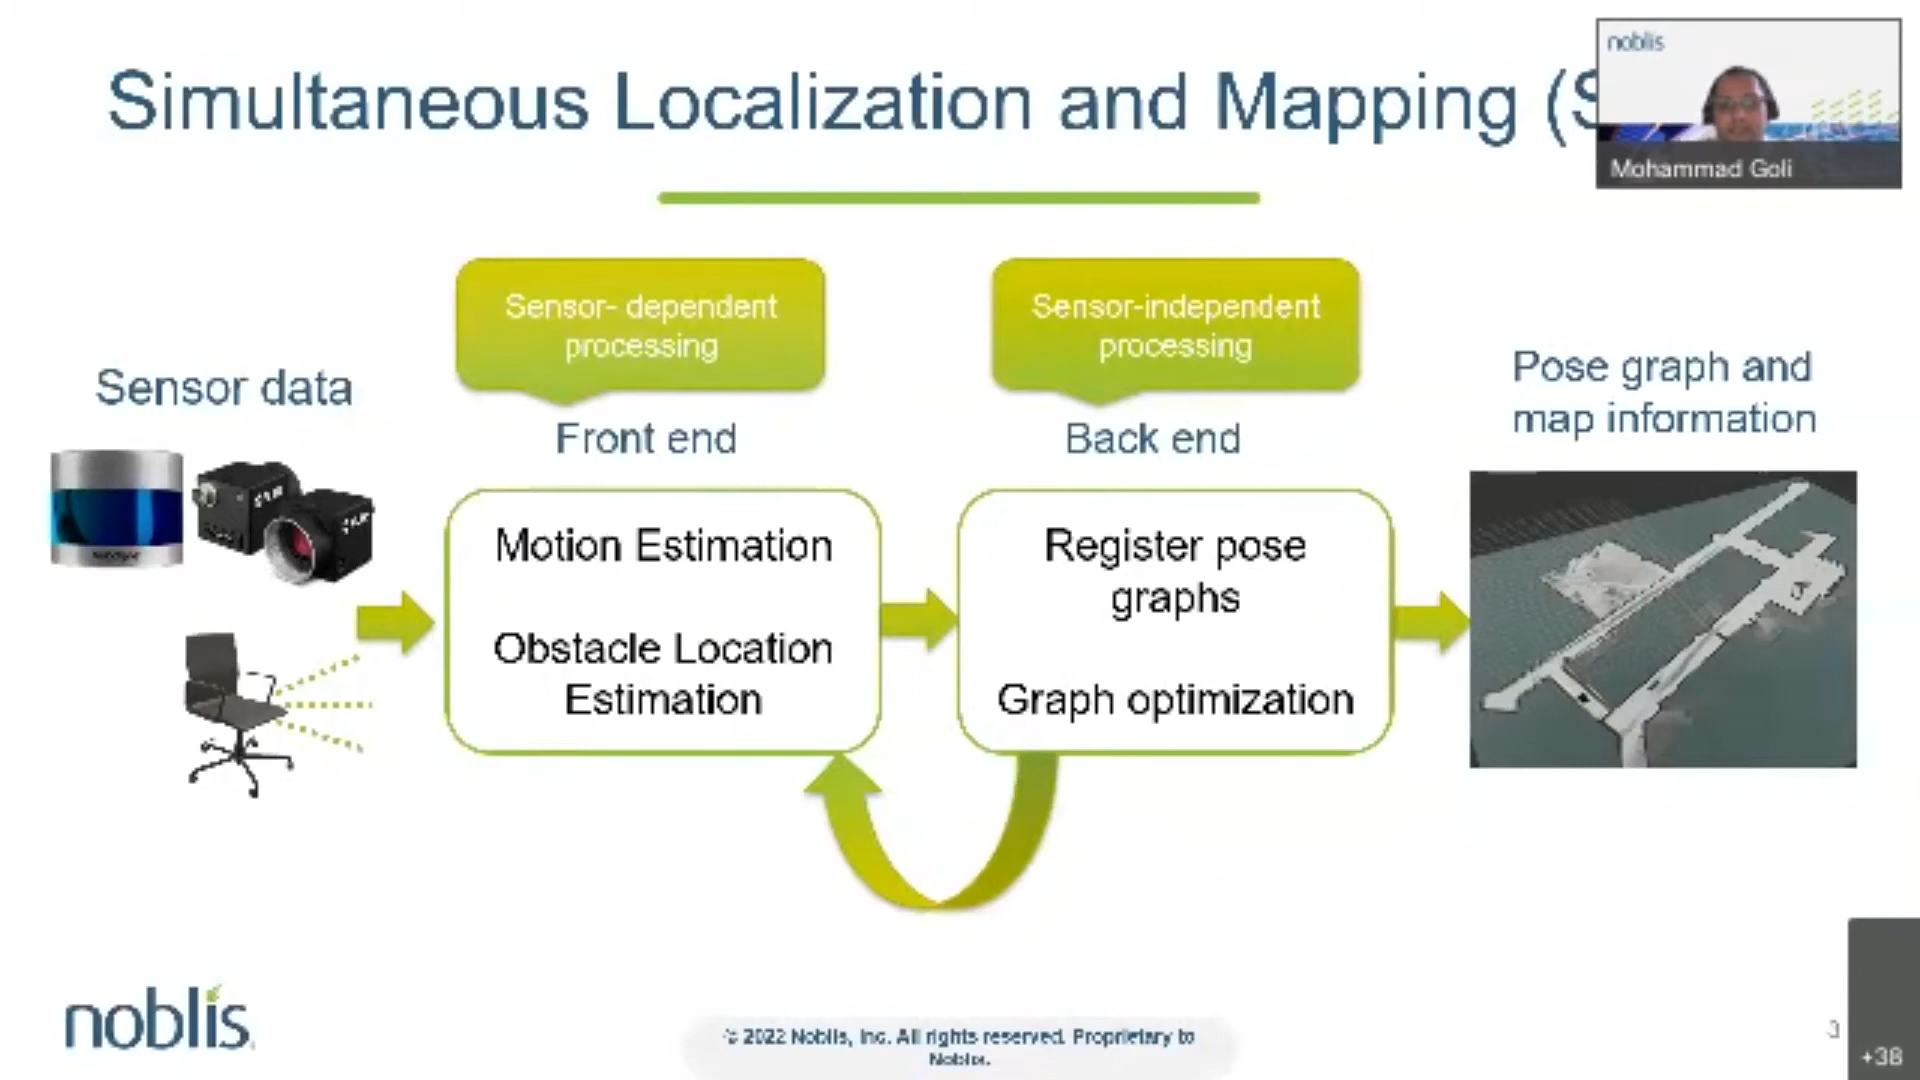 Simultaneous Localization and Mapping (S
noblis
Mohammad Goli
Sensor- dependent
processing
Sensor-independent
processing
Sensor data
Front end
Back end
Pose graph and
map information
Motion Estimation
Obstacle Location
Estimation
Register pose
graphs
Graph optimization
noblis
© 2022 Noblis, Inc. All rights reserved. Proprietary to
Noblis.
3
+38